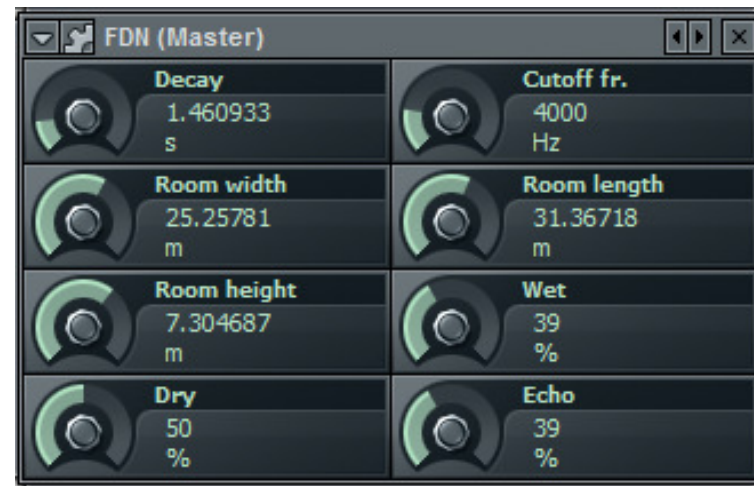 FDN (Master)
Decay
1.460933
s
Cutoff fr.
4000
Hz
Room width
25.25781
m
Room length
31.36718
m
Room height
7.304687
m
Wet
39
%
Dry
50
%
Echo
39
%